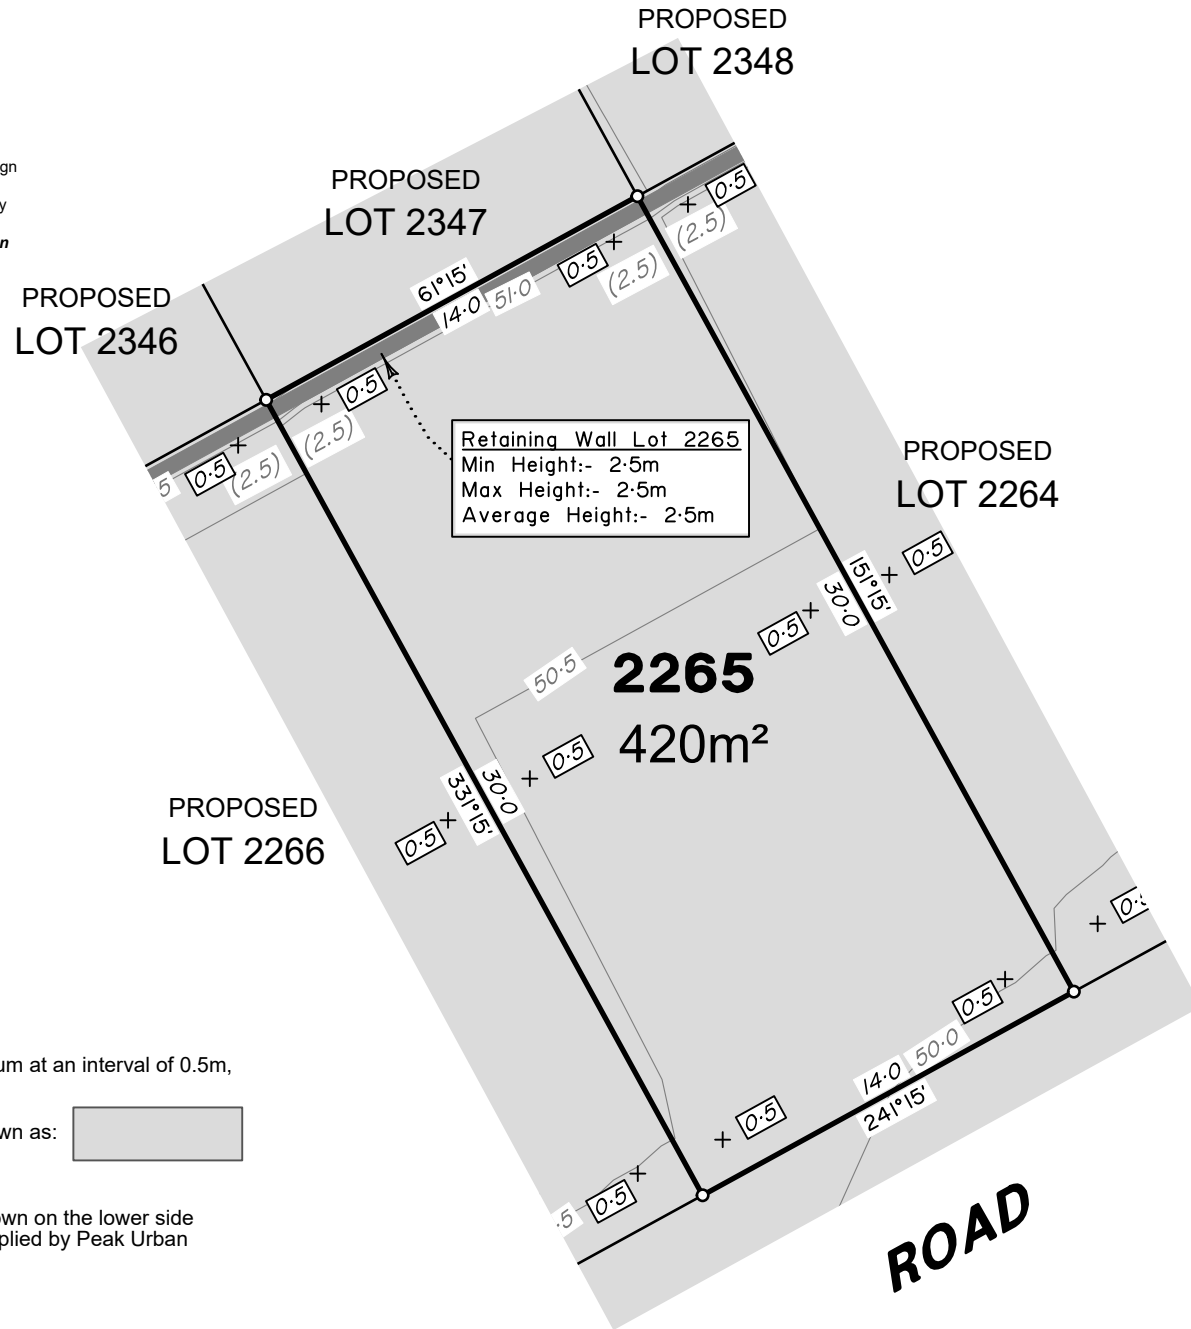 PROPOSED
LOT 2348
PROPOSED
LOT 2347
PROPOSED
LOT 2346
61°15'
14·0
51·0
0·5
(2.5)
0·5
(2.5)
0·5
(2.5)
0·5
(2.5)
5
Retaining Wall Lot 2265
Min Height:- 2·5m
Max Height:- 2·5m
Average Height:- 2·5m
PROPOSED
LOT 2264
0·5
151°15'
30·0
0·5
50·5
2265
420m²
0·5
30·0
331°15'
0·5
PROPOSED
LOT 2266
0·5
50·0
14·0
241°15'
0·5
0·5
·5
ROAD
um at an interval of 0.5m,
wn as:
own on the lower side
plied by Peak Urban
gn
y
n